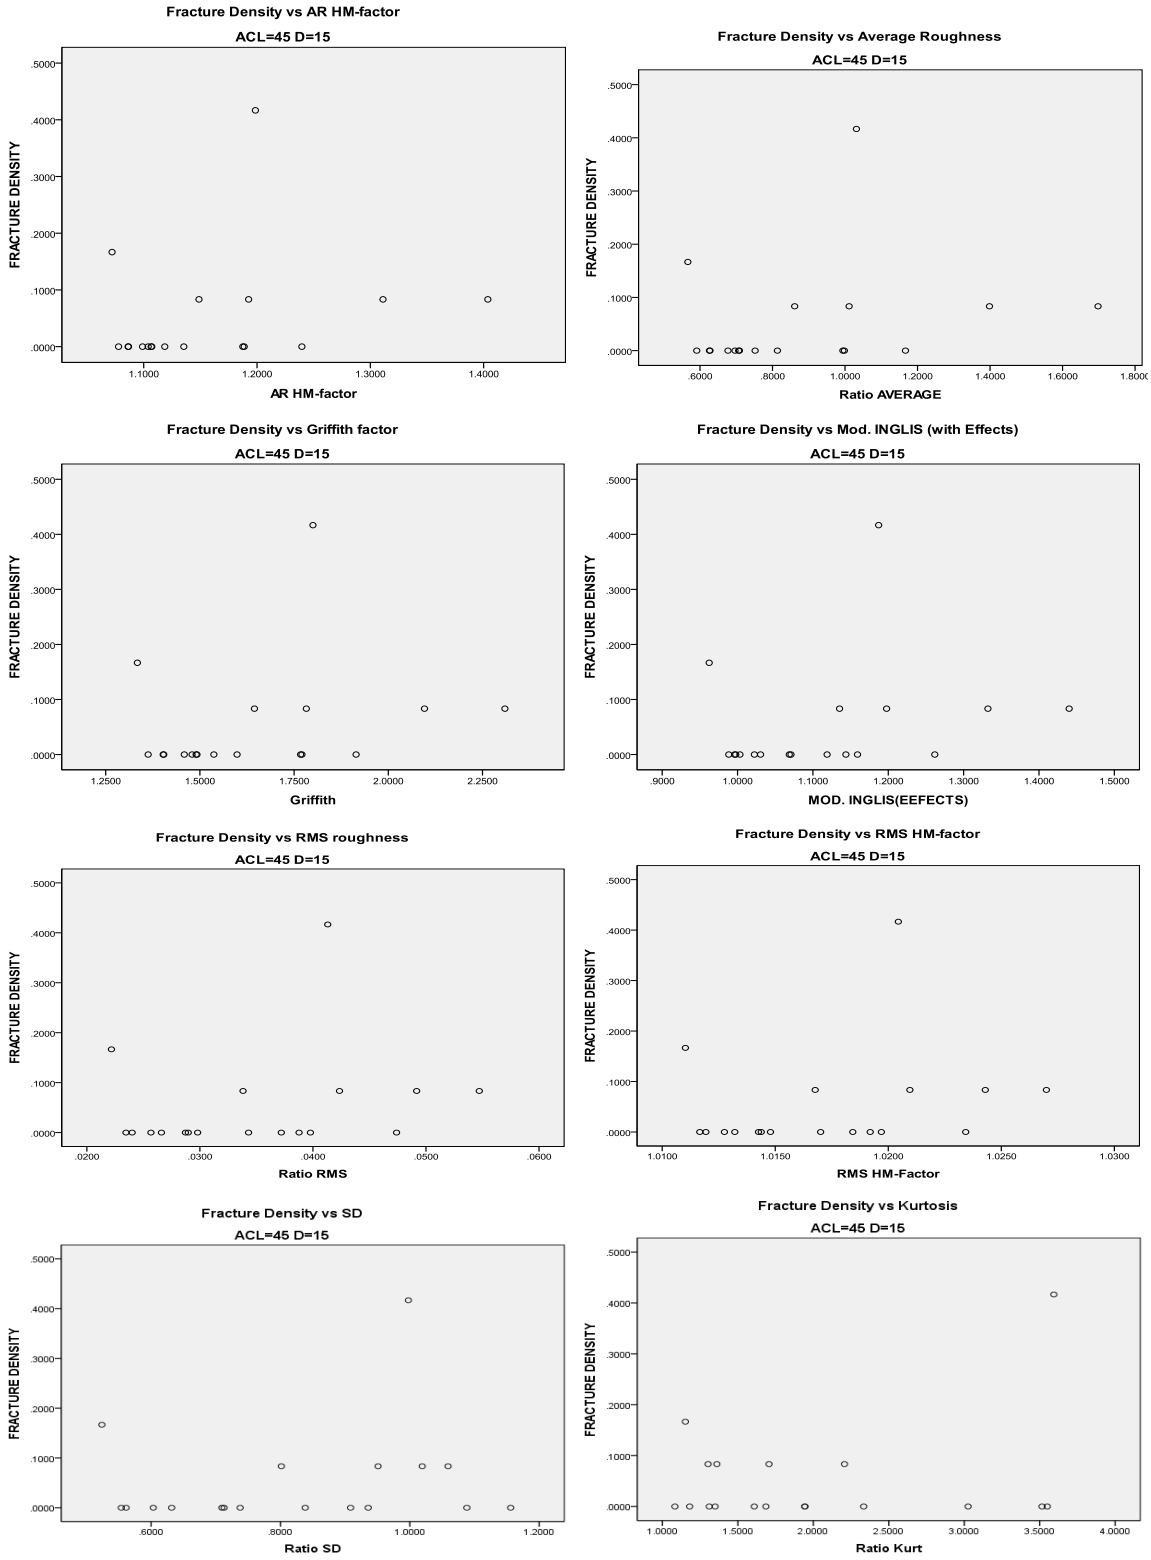 Fracture Density vs AR HM-factor
ACL=45 D=15
FRACTURE DENSITY
.5000
.4000
.3000
.2000
.1000
.0000
1.1000 1.2000 1.3000 1.4000
AR HM-factor
Fracture Density vs Average Roughness
ACL=45 D=15
FRACTURE DENSITY
.5000
.4000
.3000
.2000
.1000
.0000
.6000 .8000 1.0000 1.2000 1.4000 1.6000 1.8000
Ratio AVERAGE
Fracture Density vs Griffith factor
ACL=45 D=15
FRACTURE DENSITY
.5000
.4000
.3000
.2000
.1000
.0000
1.2500 1.5000 1.7500 2.0000 2.2500
Griffith
Fracture Density vs Mod. INGLIS (with Effects)
ACL=45 D=15
FRACTURE DENSITY
.5000
.4000
.3000
.2000
.1000
.0000
.9000 1.0000 1.1000 1.2000 1.3000 1.4000 1.5000
MOD. INGLIS(EEFECTS)
Fracture Density vs RMS roughness
ACL=45 D=15
FRACTURE DENSITY
.5000
.4000
.3000
.2000
.1000
.0000
.0200 .0300 .0400 .0500 .0600
Ratio RMS
Fracture Density vs RMS HM-factor
ACL=45 D=15
FRACTURE DENSITY
.5000
.4000
.3000
.2000
.1000
.0000
1.0100 1.0150 1.0200 1.0250 1.0300
RMS HM-Factor
Fracture Density vs SD
ACL=45 D=15
FRACTURE DENSITY
.5000
.4000
.3000
.2000
.1000
.0000
.6000 .8000 1.0000 1.2000
Ratio SD
Fracture Density vs Kurtosis
ACL=45 D=15
FRACTURE DENSITY
.5000
.4000
.3000
.2000
.1000
.0000
1.0000 1.5000 2.0000 2.5000 3.0000 3.5000 4.0000
Ratio Kurt